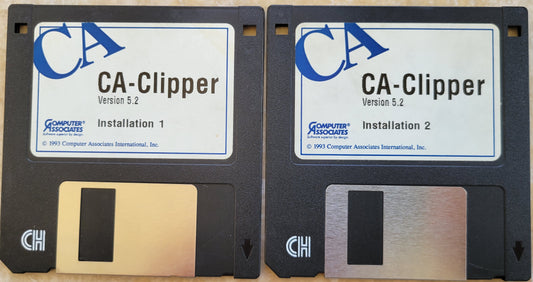 CA
CA-Clipper
Version 5.2
COMPUTER®
ASSOCIATES
Software superior by design.
Installation 1
© 1993 Computer Associates International, Inc.
CH
CA
CA-Clipper
Version 5.2
COMPUTER®
ASSOCIATES
Software superior by design.
Installation 2
© 1993 Computer Associates International, Inc.
CH